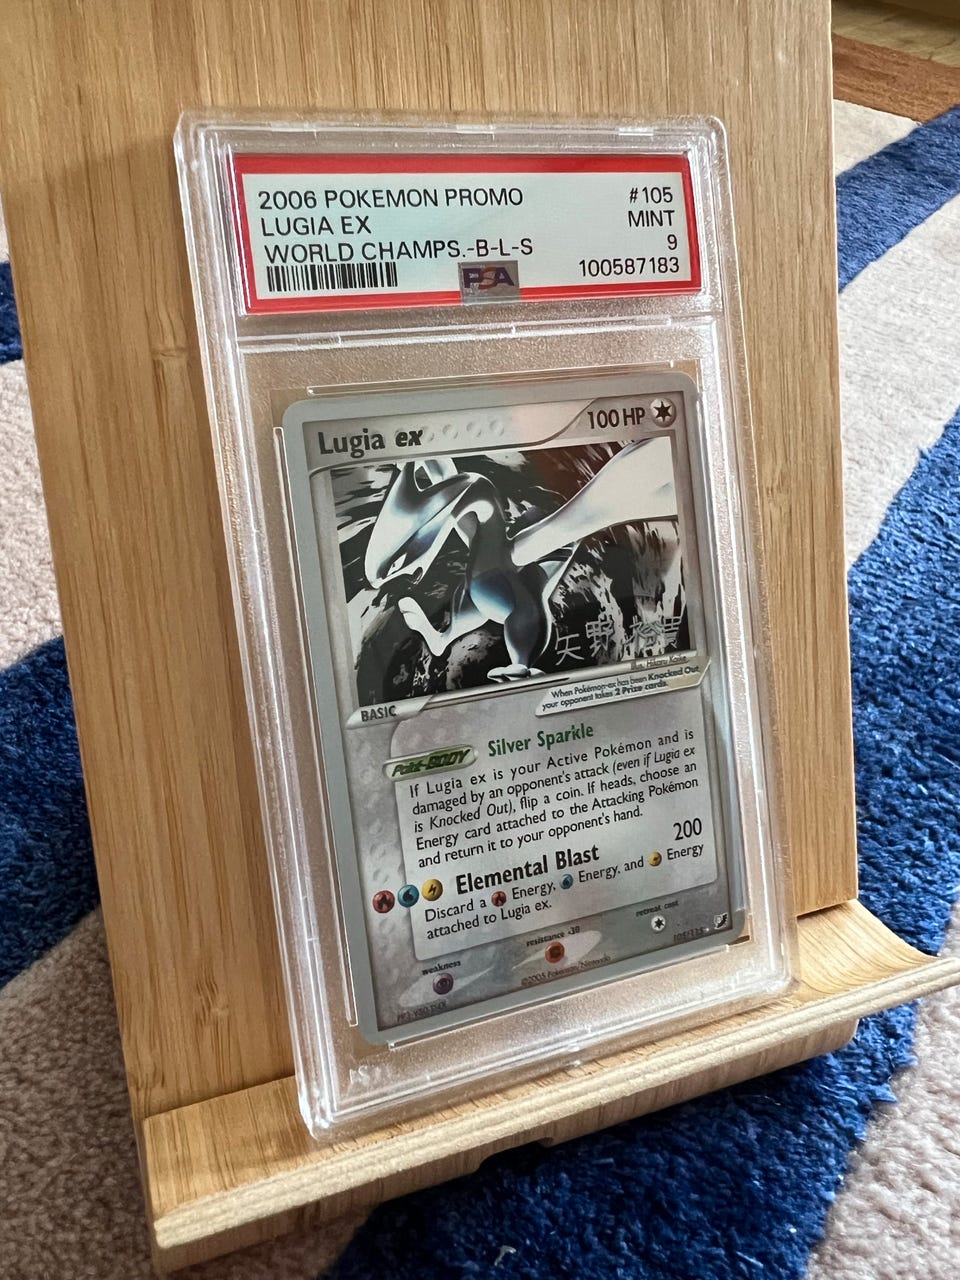 2006 POKEMON PROMO #105
LUGIA EX MINT
WORLD CHAMPS.-B-L-S 9
PSA 100587183
Lugia ex 100 HP
矢野
Illus. Hikaru Koike
BASIC
When Pokémon-ex has been Knocked Out,
your opponent takes 2 Prize cards.
Poké-BODY Silver Sparkle
If Lugia ex is your Active Pokémon and is
damaged by an opponent's attack (even if Lugia ex
is Knocked Out), flip a coin. If heads, choose an
Energy card attached to the Attacking Pokémon
and return it to your opponent's hand.
Elemental Blast 200
Discard a Energy, Energy, and Energy
attached to Lugia ex.
weakness resistance -30 retreat cost
©2005 Pokémon/Nintendo 105/115